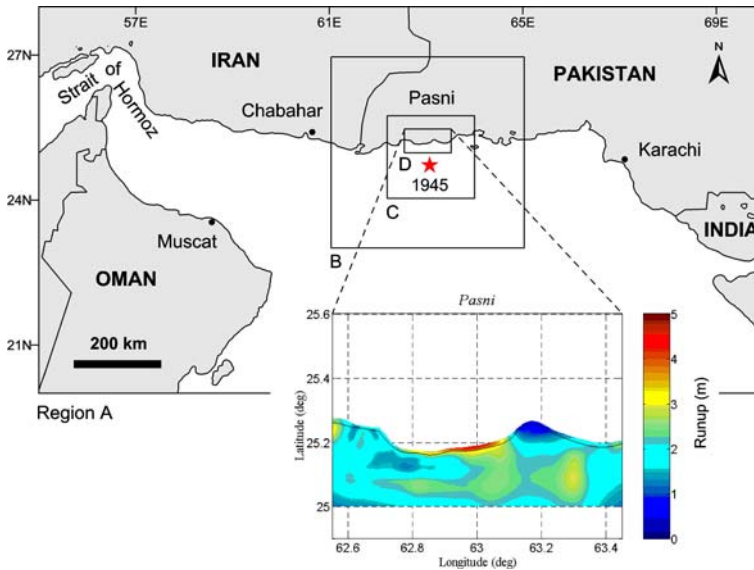 57E 61E 65E 69E
27N
24N
21N
IRAN
PAKISTAN
N
Strait of
Hormoz
Chabahar
Pasni
Karachi
D
1945
C
B
INDIA
Muscat
OMAN
200 km
Region A
Pasni
25.6
25.4
25.2
25
Latitude (deg)
62.6 62.8 63 63.2 63.4
Longitude (deg)
5
4
3
2
1
0
Runup (m)